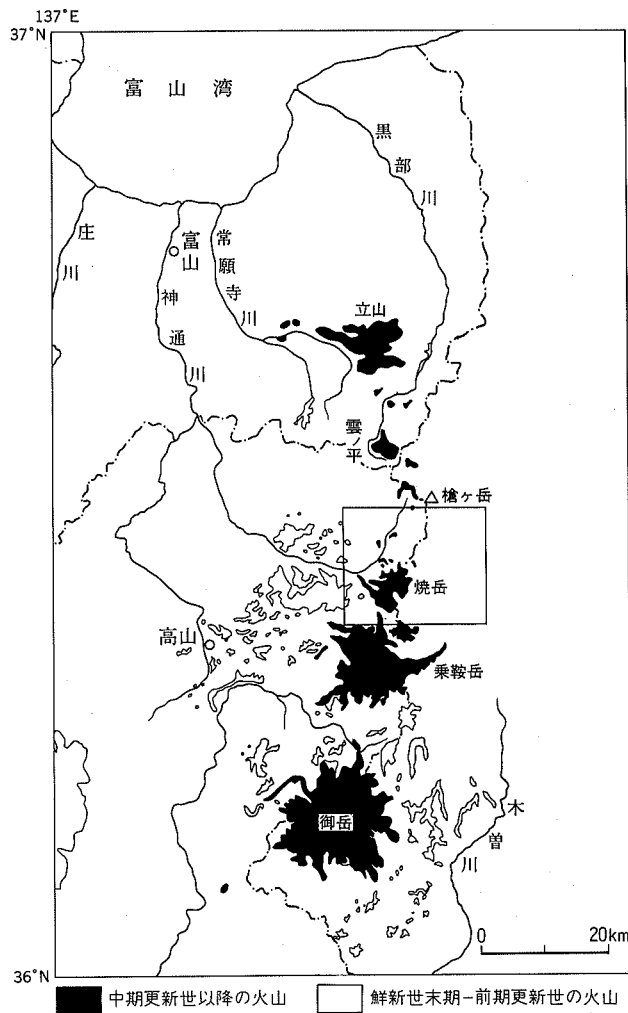 137°E
37°N
富山湾
黒部川
庄川
富山
常願寺川
神通川
立山
雲平
槍ヶ岳
焼岳
高山
乗鞍岳
御岳
木曽川
0 20km
36°N
中期更新世以降の火山
鮮新世末期-前期更新世の火山